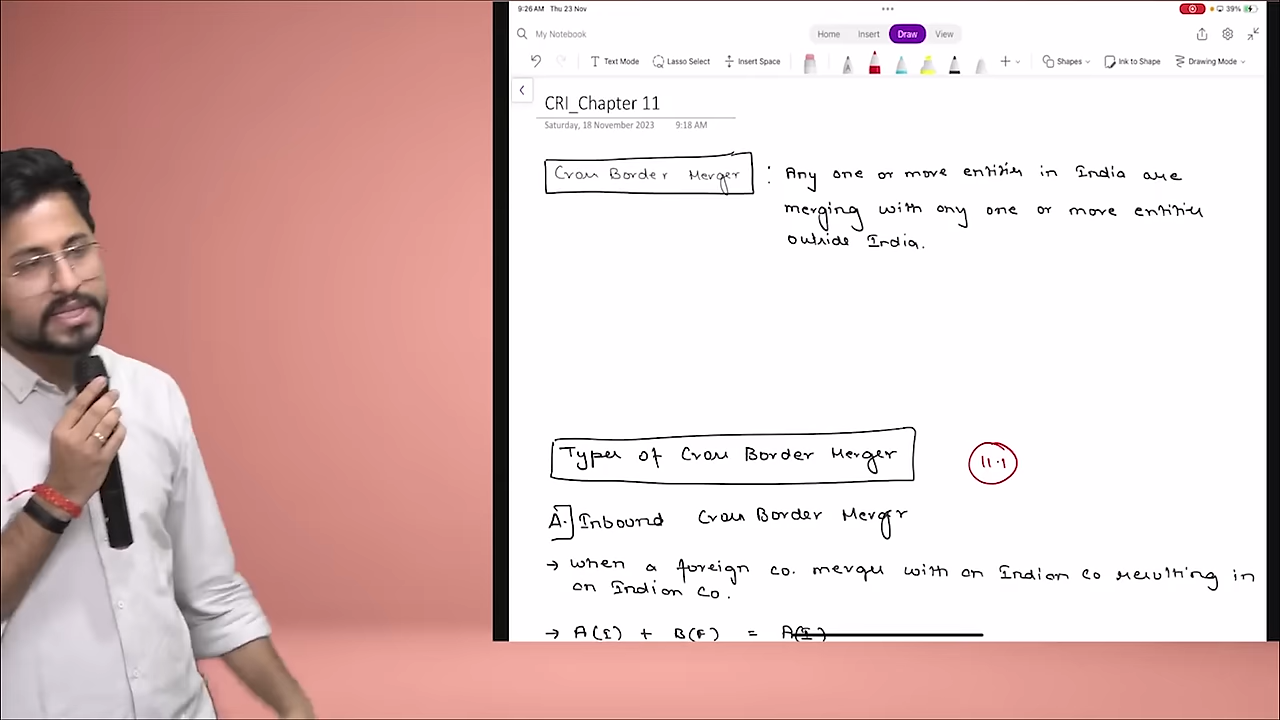 9:26 AM Thu 23 Nov
39%
My Notebook
Home Insert Draw View
Text Mode Lasso Select Insert Space Shapes Ink to Shape Drawing Mode
CRI_Chapter 11
Saturday, 18 November 2023 9:18 AM
Cross Border Merger : Any one or more entities in India are
merging with any one or more entities
outside India.
Types of Cross Border Merger 11.1
A. Inbound Cross Border Merger
→ when a foreign co. merges with an Indian co resulting in
an Indian Co.
→ A(I) + B(F) = A(I)